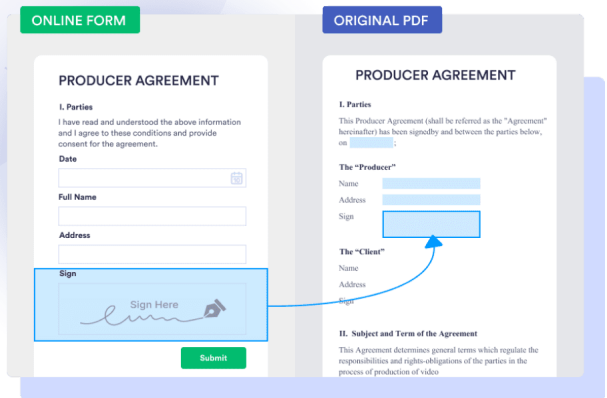 ONLINE FORM
PRODUCER AGREEMENT
I. Parties
I have read and understood the above information
and I agree to these conditions and provide
consent for the agreement.
Date
Full Name
Address
Sign
Sign Here
Submit
ORIGINAL PDF
PRODUCER AGREEMENT
I. Parties
This Producer Agreement (shall be referred as the "Agreement"
hereinafter) has been signedby and between the parties below,
on ;
The “Producer”
Name
Address
Sign
The “Client”
Name
Address
Sign
II. Subject and Term of the Agreement
This Agreement determines general terms which regulate the
responsibilities and rights-obligations of the parties in the
process of production of video